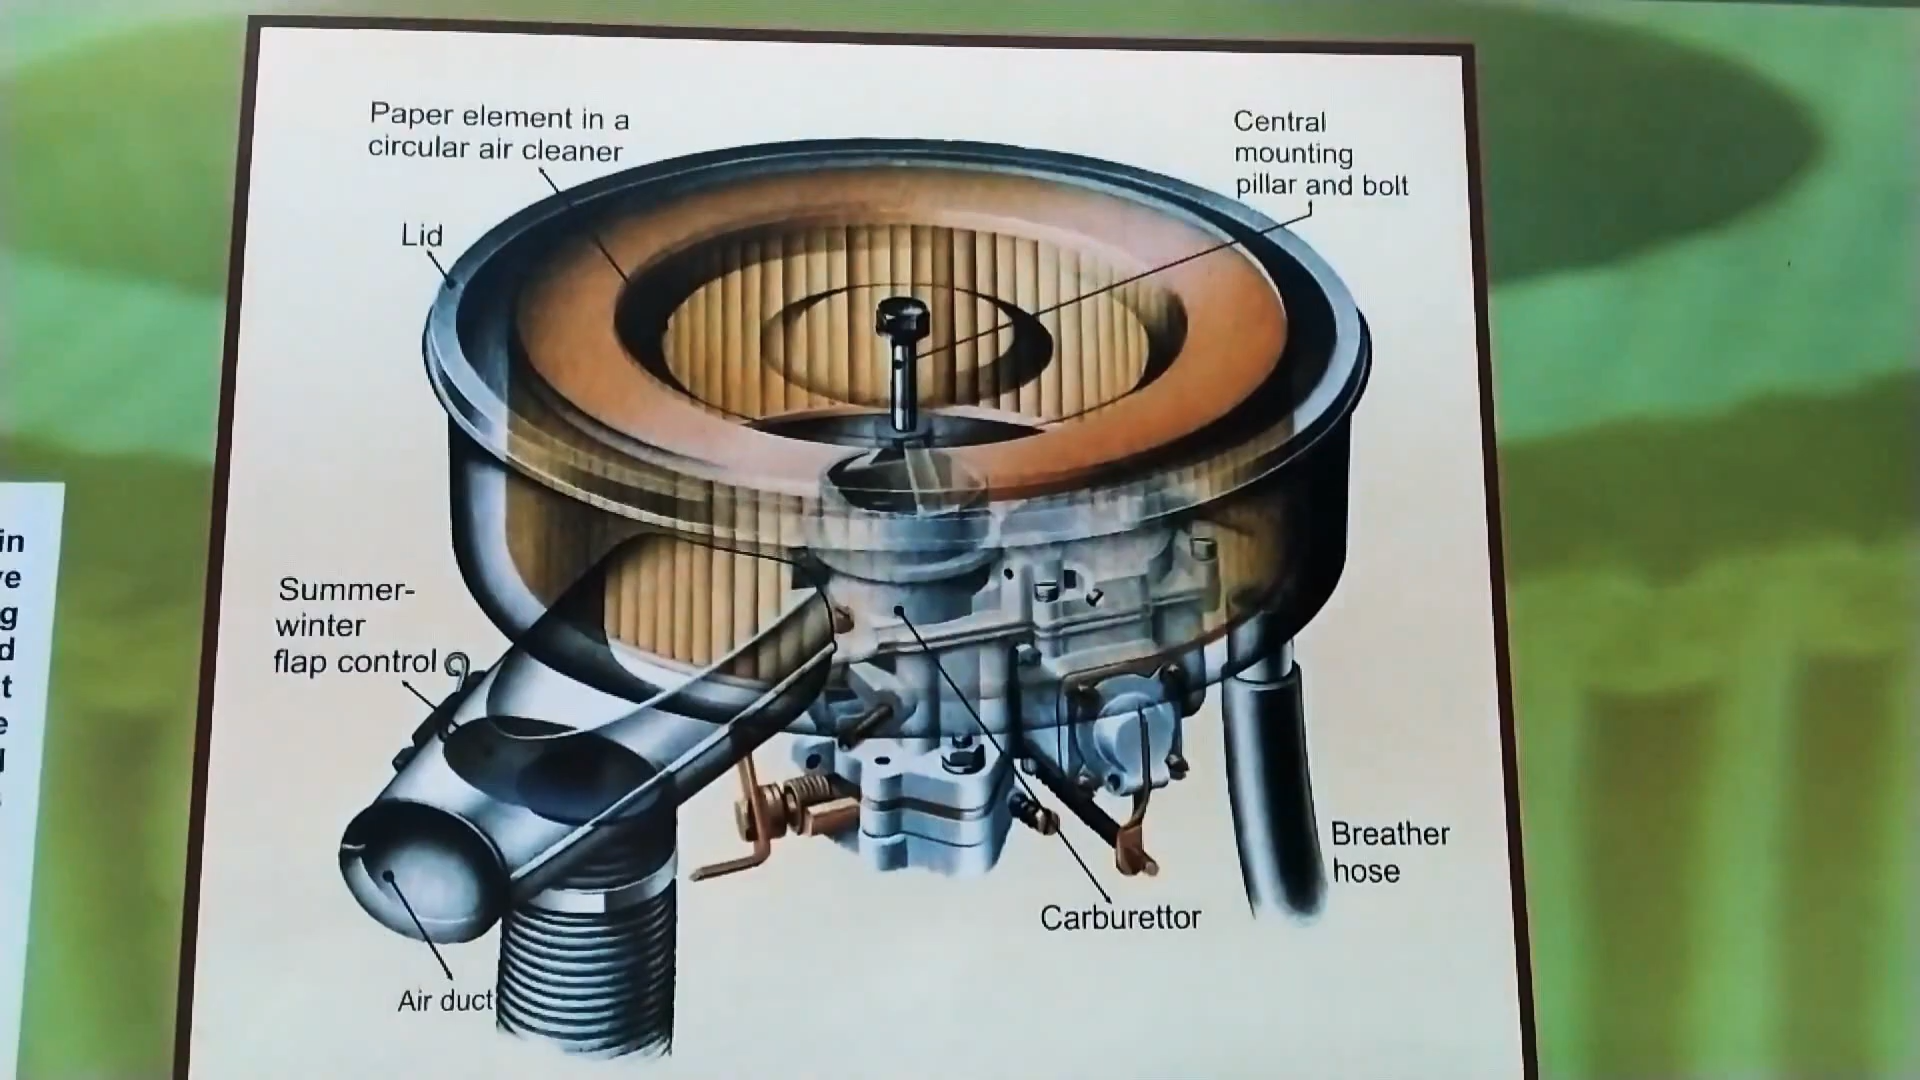 Paper element in a
circular air cleaner
Central
mounting
pillar and bolt
Lid
Summer-
winter
flap control
Breather
hose
Carburettor
Air duct
in